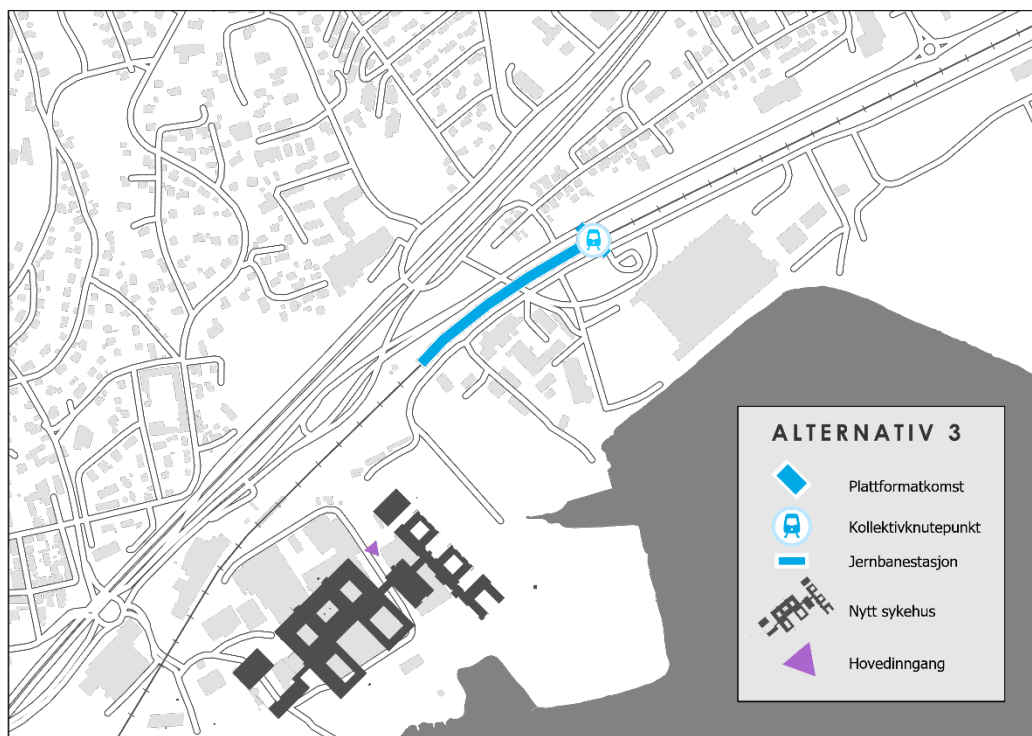 ALTERNATIV 3
Plattformatkomst
Kollektivknutepunkt
Jernbanestasjon
Nytt sykehus
Hovedinngang